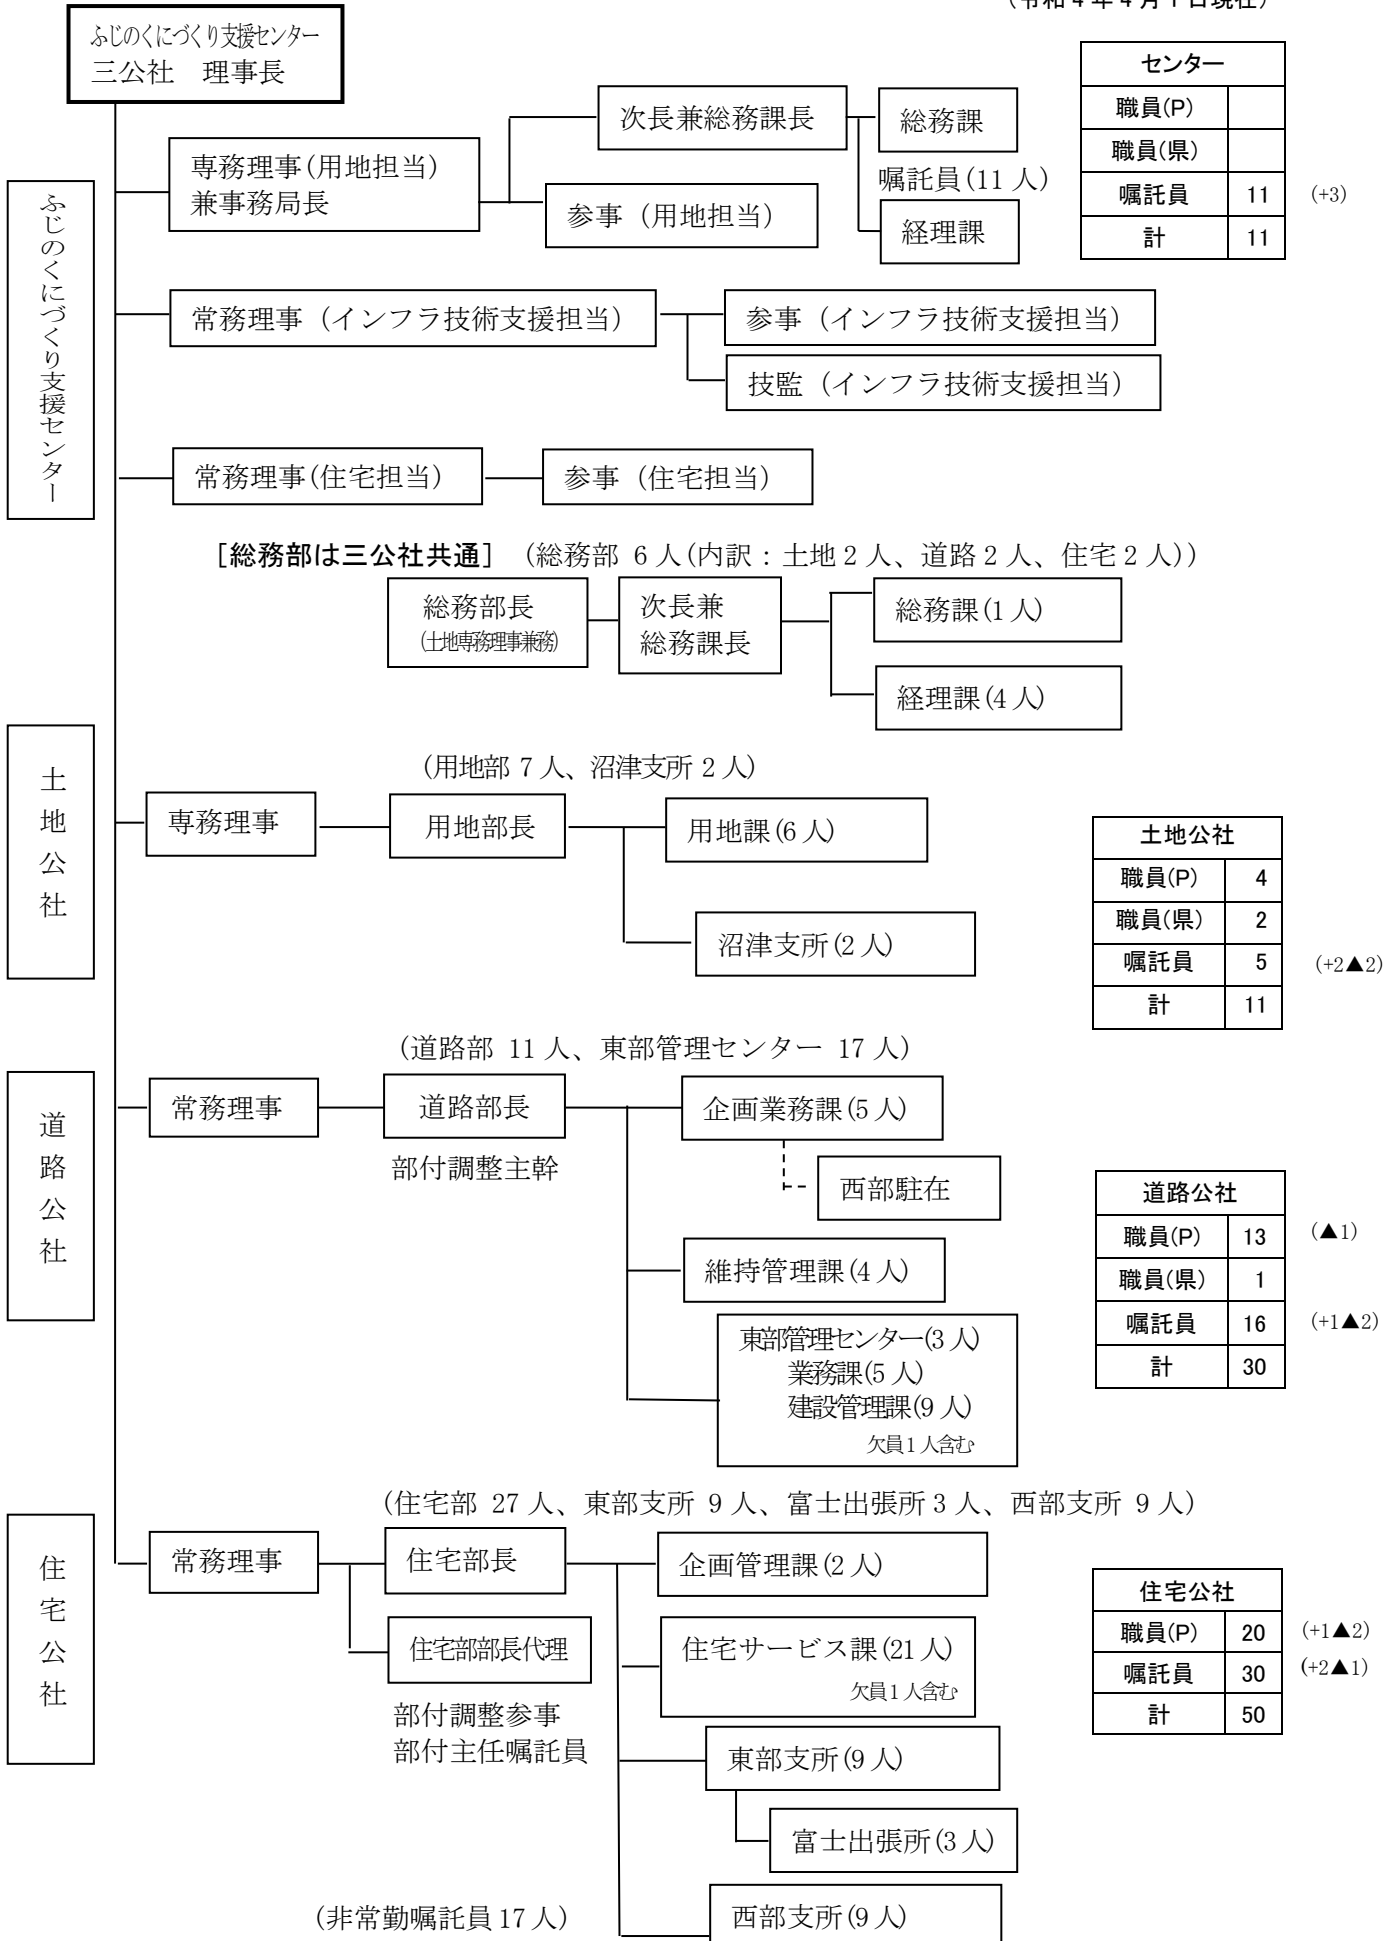 (令和４年４月１日現在)
ふじのくにづくり支援センター
三公社　理事長
センター
職員(P)
職員(県)
嘱託員 11 (+3)
計 11
次長兼総務課長
総務課
専務理事(用地担当)
兼事務局長
嘱託員(11人)
参事（用地担当）
経理課
ふじのくにづくり支援センター
常務理事（インフラ技術支援担当）
参事（インフラ技術支援担当）
技監（インフラ技術支援担当）
常務理事(住宅担当)
参事（住宅担当）
［総務部は三公社共通］（総務部 6人(内訳：土地2人、道路2人、住宅2人))
総務部長
(土地専務理事兼務)
次長兼
総務課長
総務課(1人)
経理課(4人)
土地公社
(用地部 7人、沼津支所 2人)
専務理事
用地部長
用地課(6人)
沼津支所(2人)
土地公社
職員(P) 4
職員(県) 2
嘱託員 5 (+2▲2)
計 11
道路公社
(道路部 11人、東部管理センター 17人)
常務理事
道路部長
部付調整主幹
企画業務課(5人)
西部駐在
維持管理課(4人)
東部管理センター(3人)
業務課(5人)
建設管理課(9人)
欠員1人含む
道路公社
職員(P) 13 (▲1)
職員(県) 1
嘱託員 16 (+1▲2)
計 30
住宅公社
(住宅部 27人、東部支所 9人、富士出張所3人、西部支所 9人)
常務理事
住宅部長
住宅部部長代理
部付調整参事
部付主任嘱託員
企画管理課(2人)
住宅サービス課(21人)
欠員1人含む
東部支所(9人)
富士出張所(3人)
西部支所(9人)
住宅公社
職員(P) 20 (+1▲2)
嘱託員 30 (+2▲1)
計 50
(非常勤嘱託員17人)